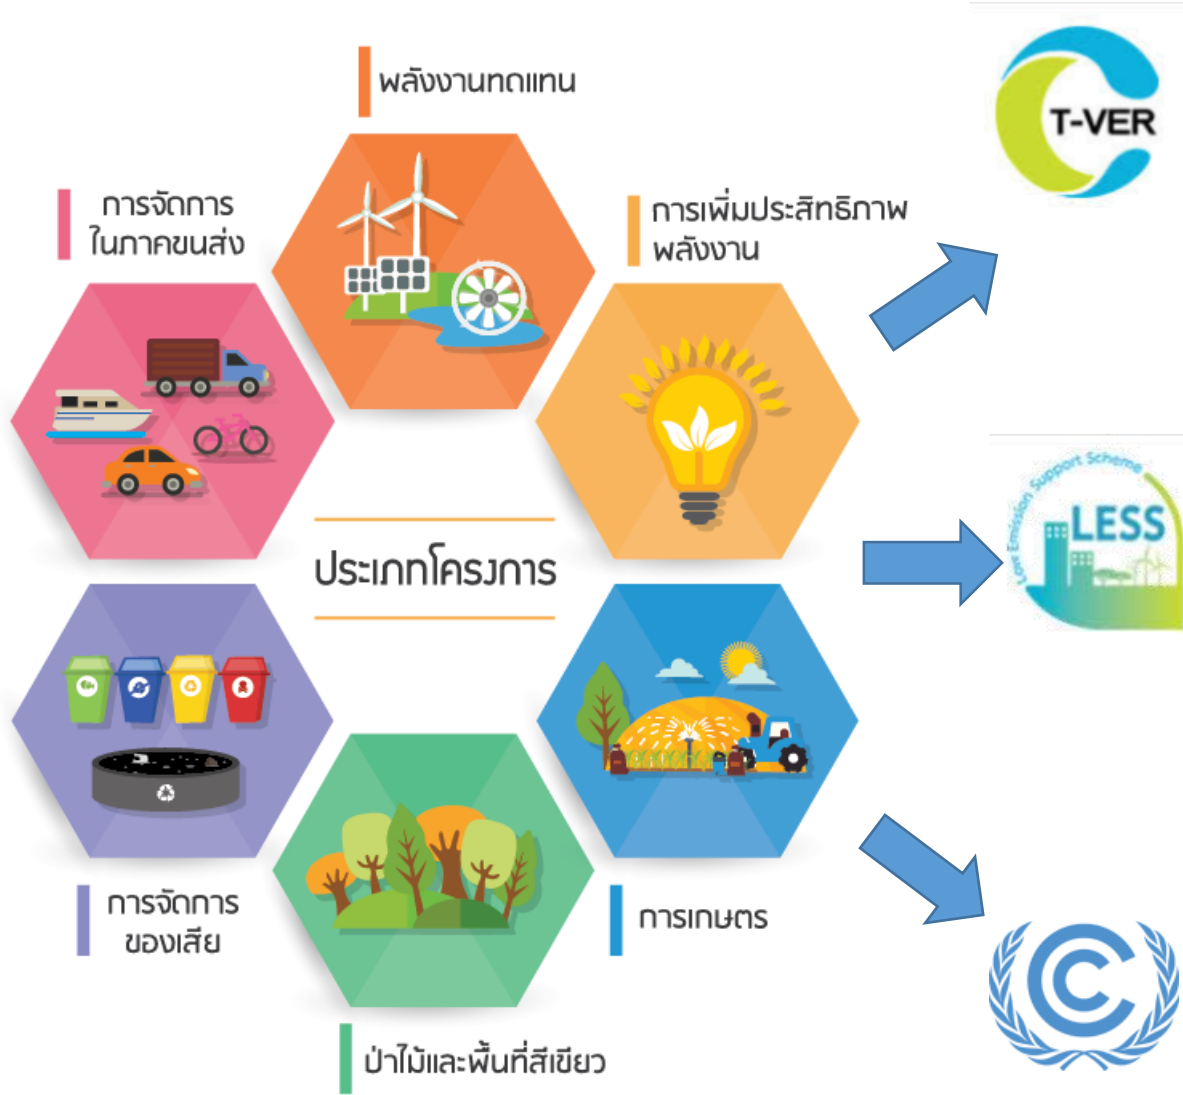 พลังงานทดแทน
การจัดการ
ในภาคขนส่ง
การเพิ่มประสิทธิภาพ
พลังงาน
T-VER
ประเภทโครงการ
Low Emission Support Scheme
LESS
การจัดการ
ของเสีย
การเกษตร
ป่าไม้และพื้นที่สีเขียว